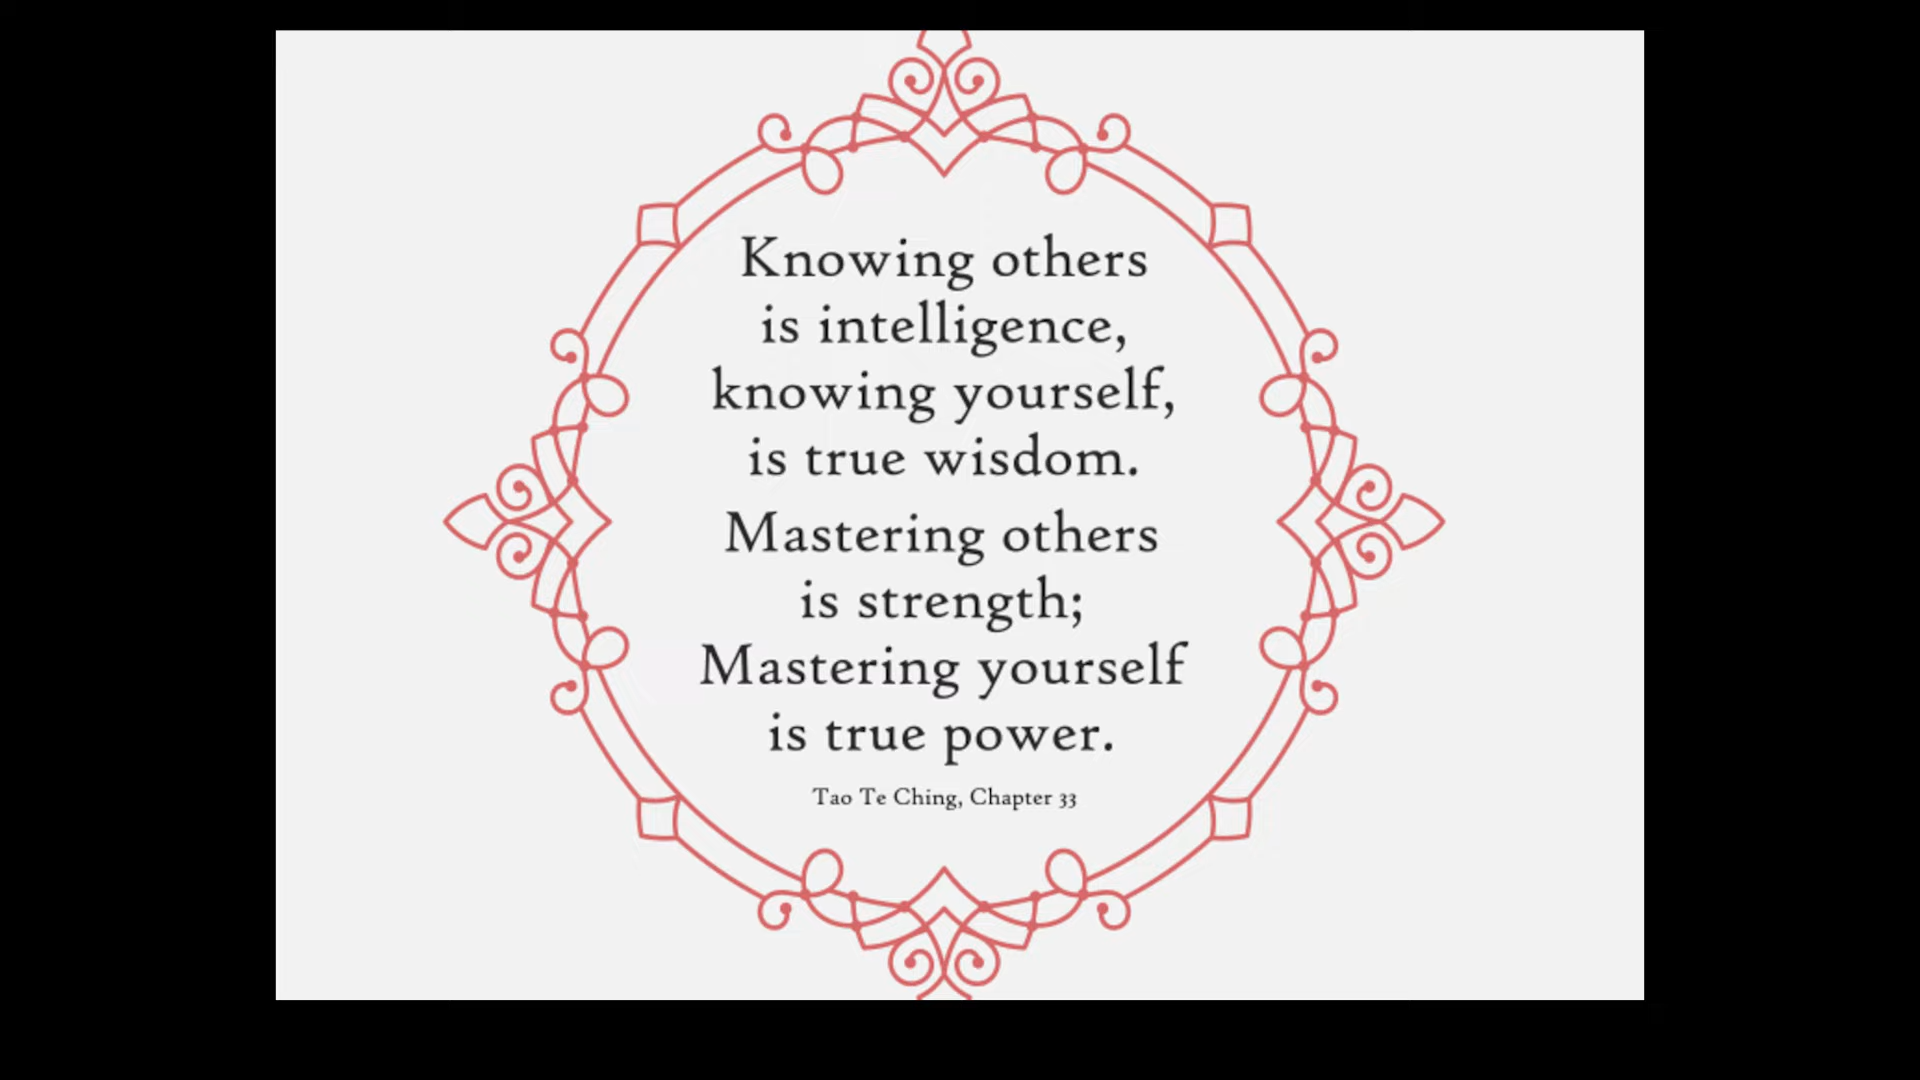 Knowing others
is intelligence,
knowing yourself,
is true wisdom.
Mastering others
is strength;
Mastering yourself
is true power.
Tao Te Ching, Chapter 33